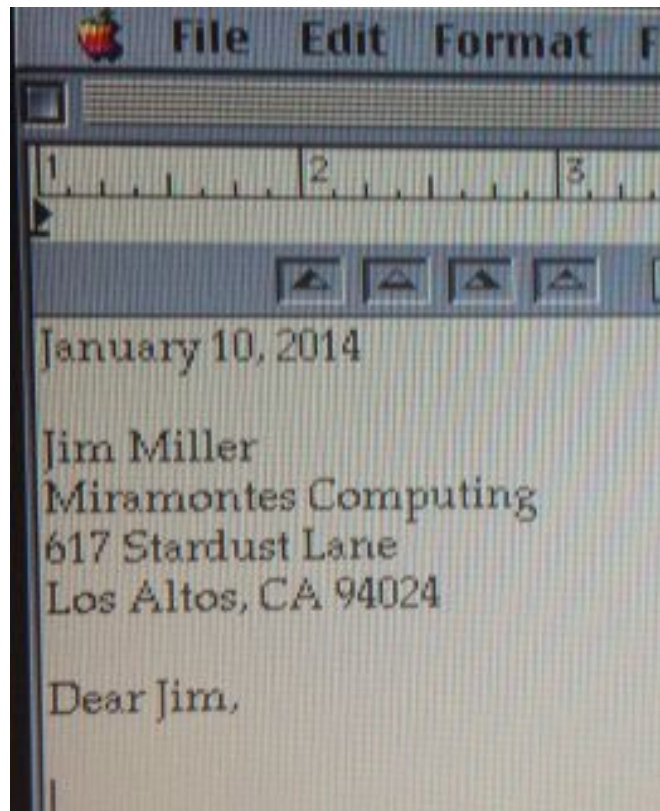 File Edit Format F
1 2 3
January 10, 2014
Jim Miller
Miramontes Computing
617 Stardust Lane
Los Altos, CA 94024
Dear Jim,